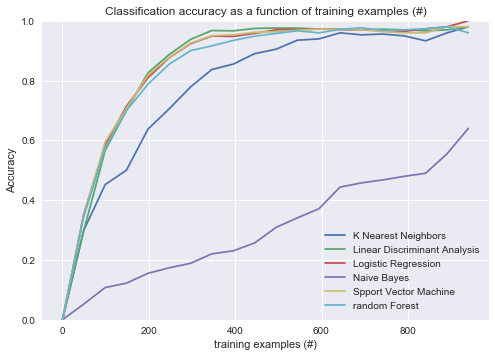 Classification accuracy as a function of training examples (#)
1.0
0.8
0.6
0.4
0.2
0.0
Accuracy
K Nearest Neighbors
Linear Discriminant Analysis
Logistic Regression
Naive Bayes
Spport Vector Machine
random Forest
0 200 400 600 800
training examples (#)